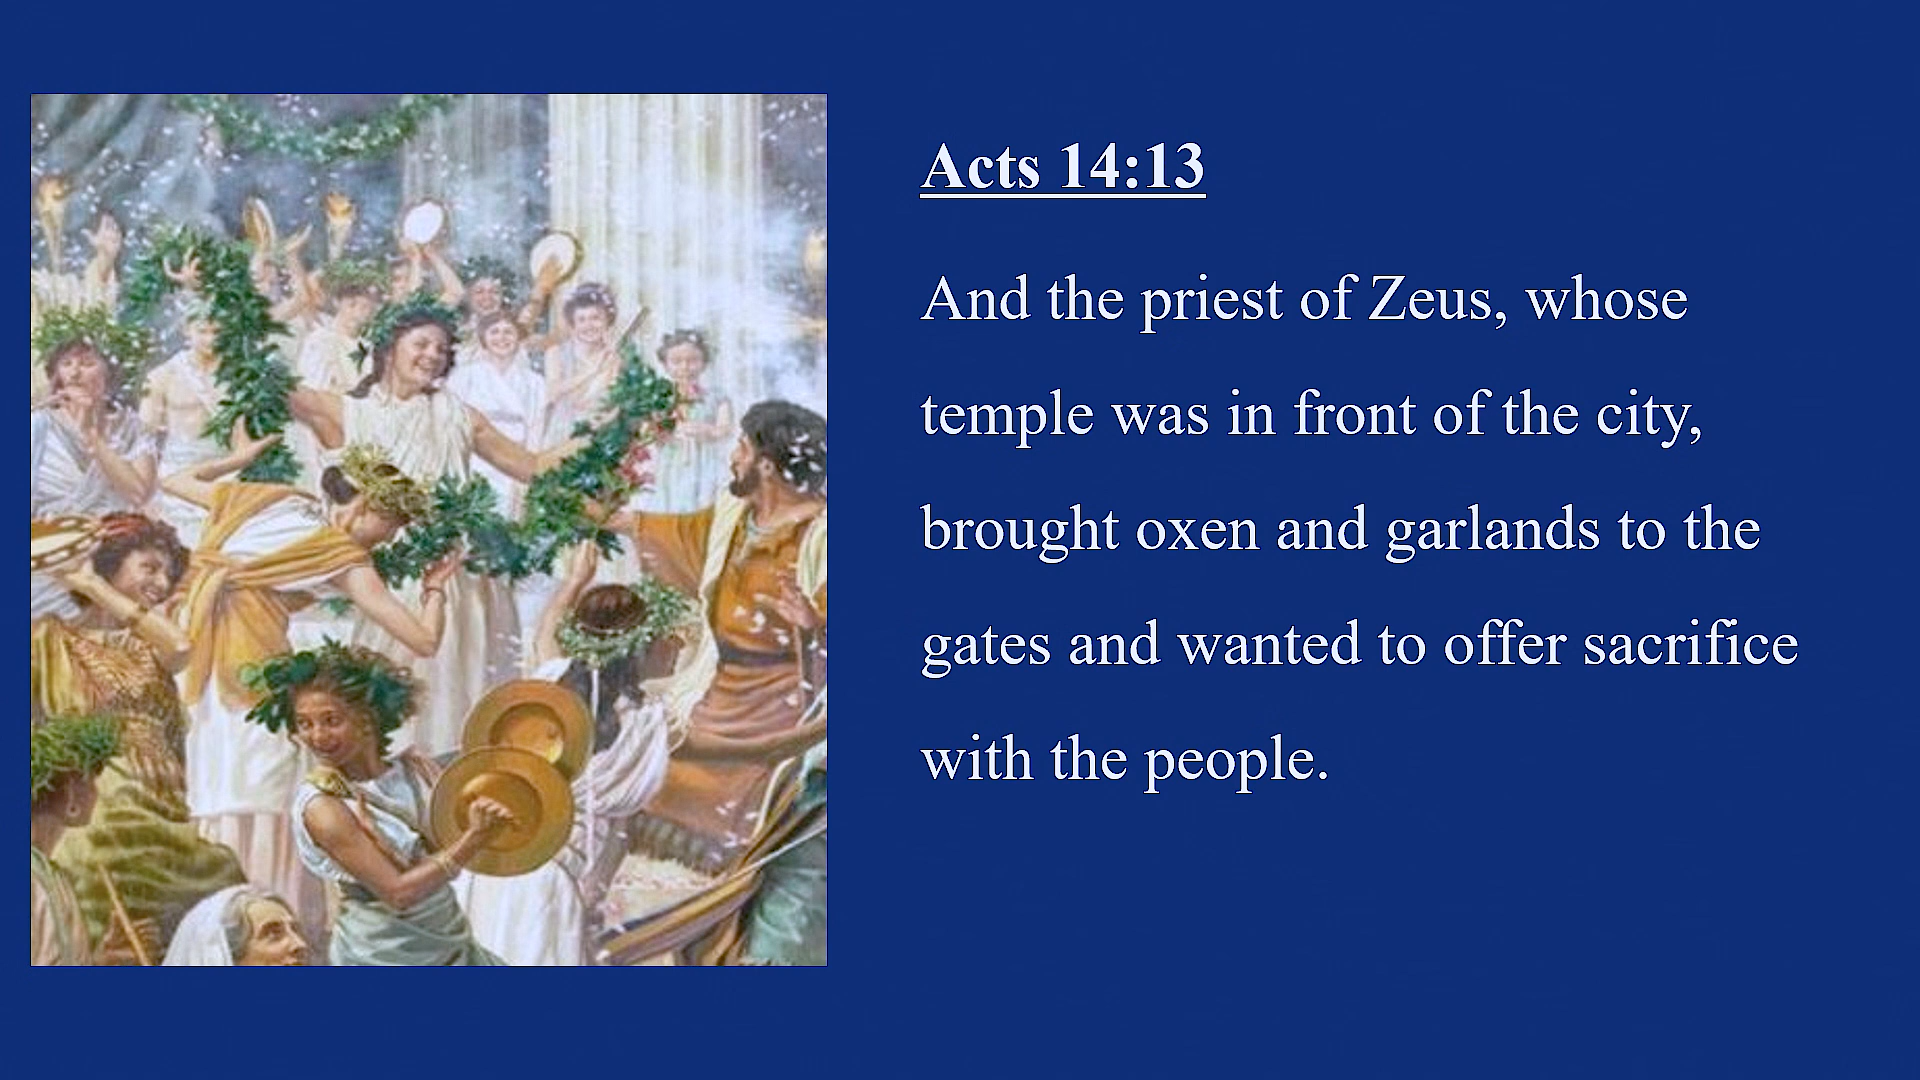 Acts 14:13
And the priest of Zeus, whose
temple was in front of the city,
brought oxen and garlands to the
gates and wanted to offer sacrifice
with the people.